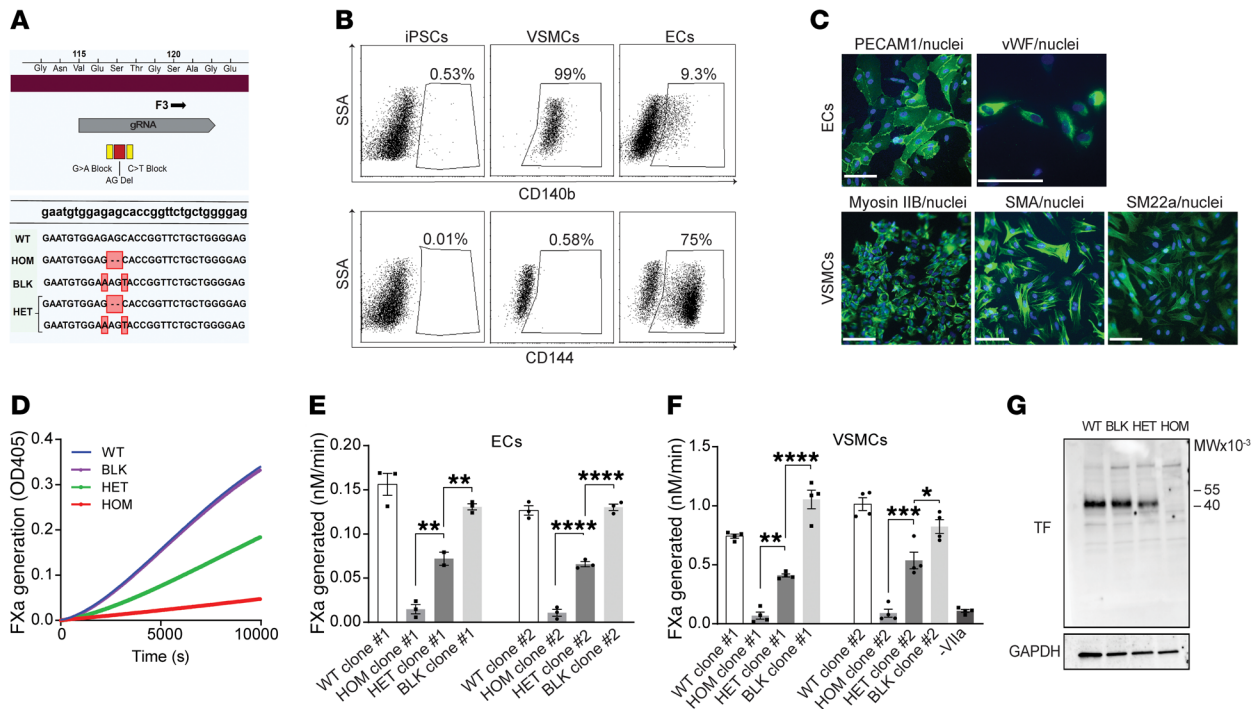 A
115 120
Gly Asn Val Glu Ser Thr Gly Ser Ala Gly Glu
F3
gRNA
G>A Block C>T Block
AG Del
gaatgtggagagcaccggttctgctggggag
WT GAATGTGGAGAGCACCGGTTCTGCTGGGGAG
HOM GAATGTGGAG--CACCGGTTCTGCTGGGGAG
BLK GAATGTGGAAAGTACCGGTTCTGCTGGGGAG
HET GAATGTGGAG--CACCGGTTCTGCTGGGGAG
GAATGTGGAAAGTACCGGTTCTGCTGGGGAG
B
iPSCs VSMCs ECs
SSA
0.53% 99% 9.3%
CD140b
SSA
0.01% 0.58% 75%
CD144
C
PECAM1/nuclei vWF/nuclei
ECs
Myosin IIB/nuclei SMA/nuclei SM22a/nuclei
VSMCs
D
FXa generated (OD405)
0.4
0.3
0.2
0.1
0.0
WT
BLK
HET
HOM
0 5000 10000
Time (s)
E
ECs
FXa generated (nM/min)
0.20
0.15
0.10
0.05
0.00
** ** **** ****
WT clone #1
HOM clone #1
HET clone #1
BLK clone #1
WT clone #2
HOM clone #2
HET clone #2
BLK clone #2
F
VSMCs
FXa generated (nM/min)
1.5
1.0
0.5
0.0
** **** *** *
WT clone #1
HOM clone #1
HET clone #1
BLK clone #1
WT clone #2
HOM clone #2
HET clone #2
BLK clone #2
-VIIa
G
WT BLK HET HOM
MWx10-3
– 55
– 40
TF
GAPDH